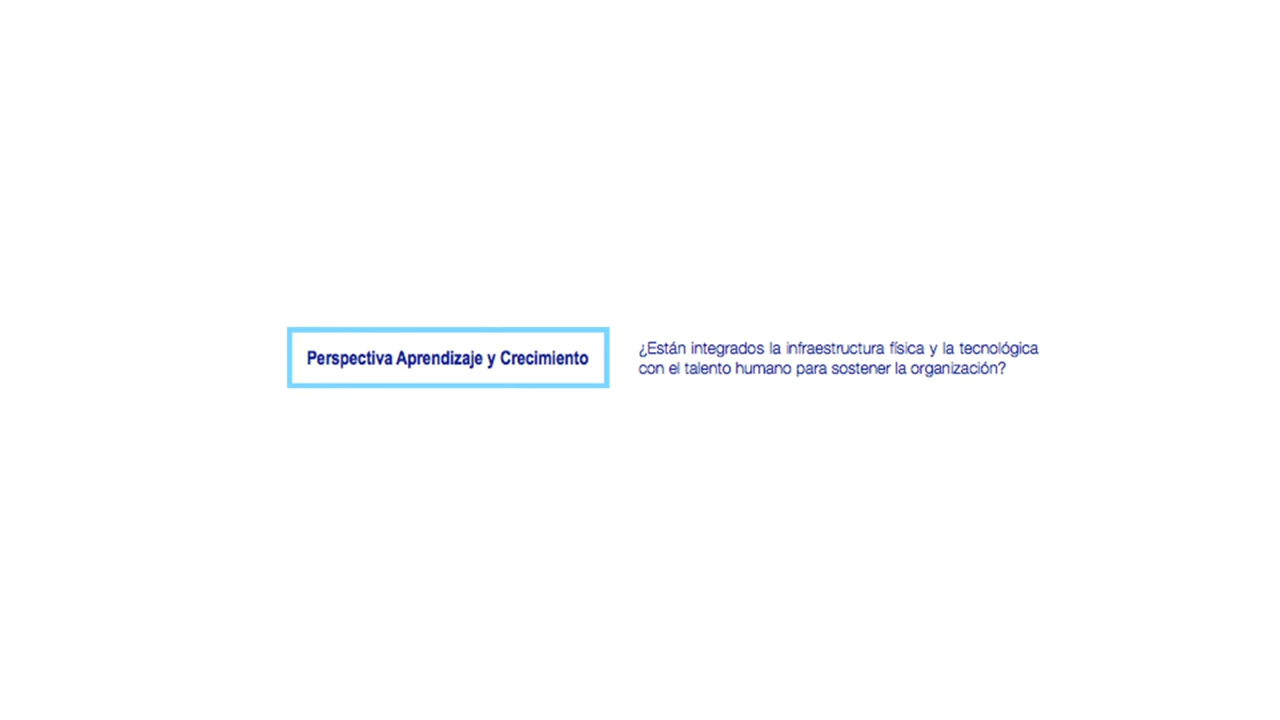 Perspectiva Aprendizaje y Crecimiento
¿Están integrados la infraestructura física y la tecnológica
con el talento humano para sostener la organización?